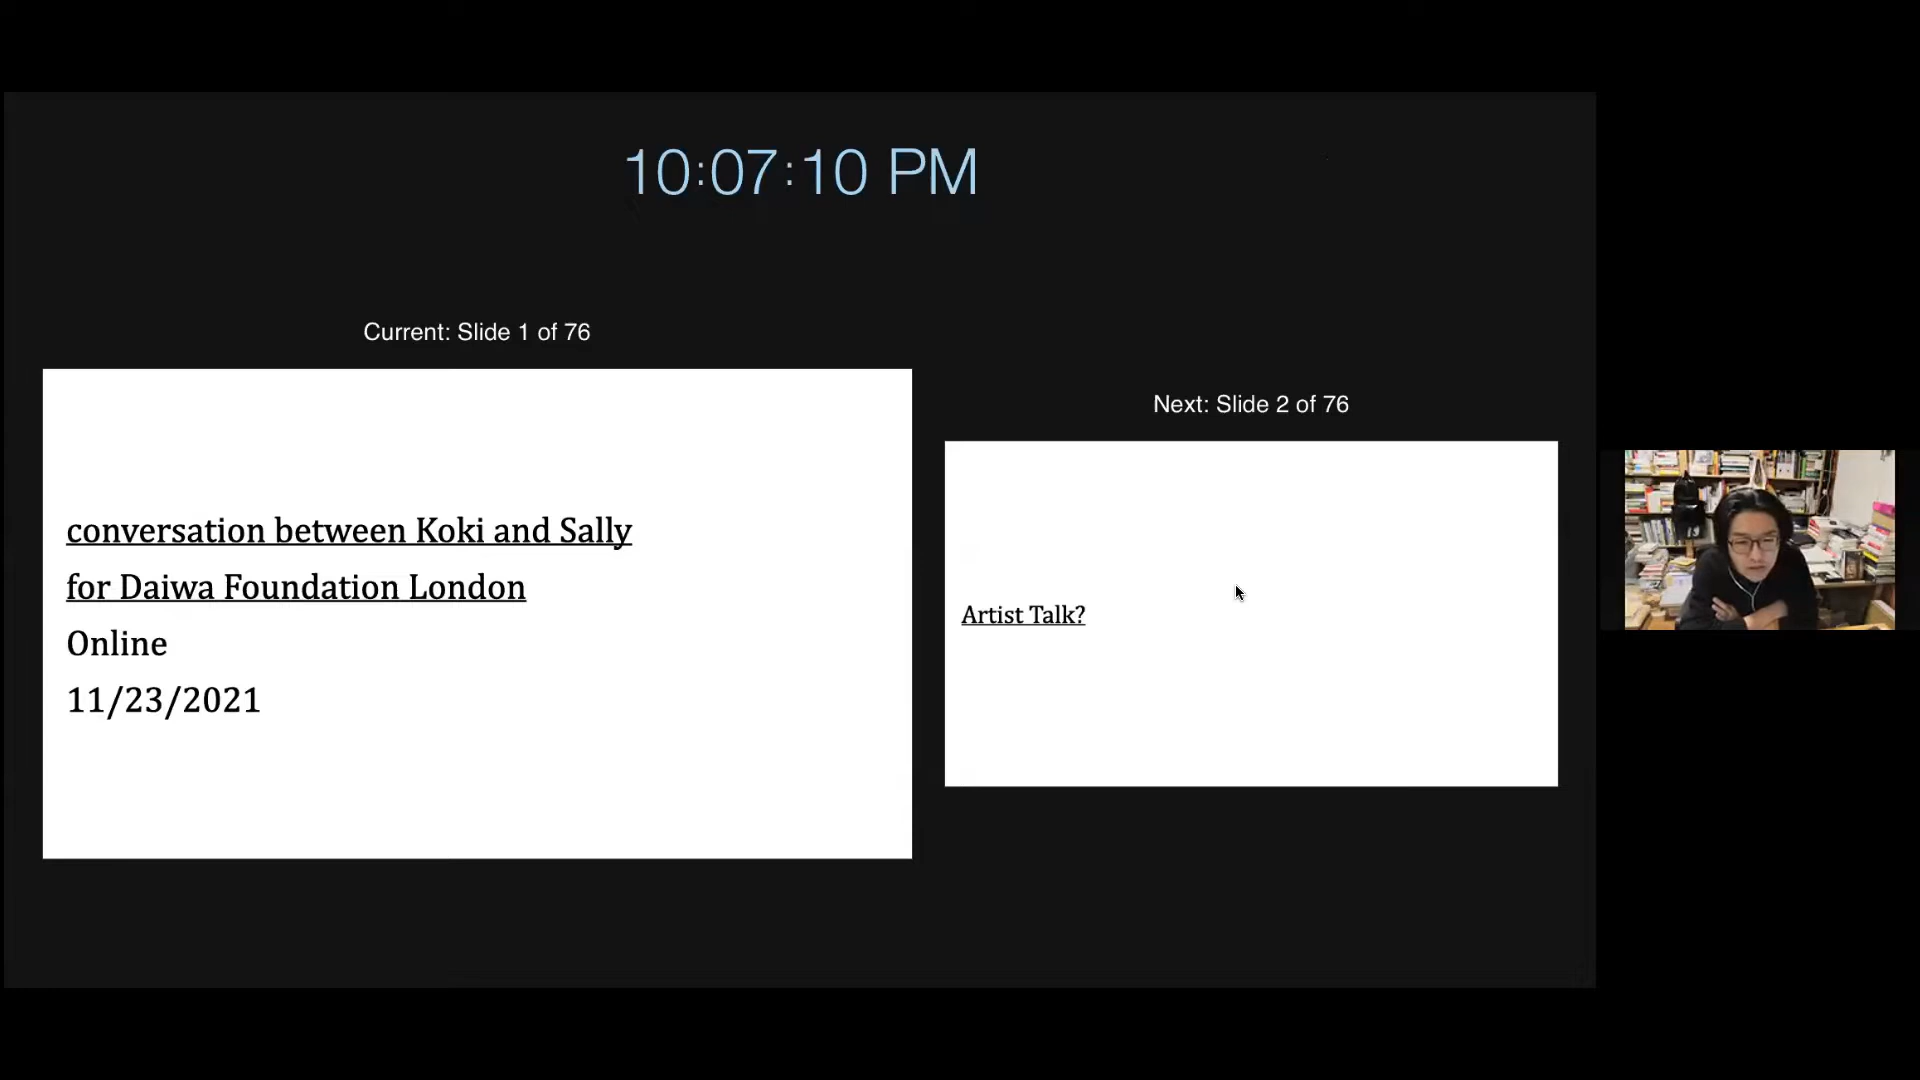 10:07:10 PM
Current: Slide 1 of 76
conversation between Koki and Sally
for Daiwa Foundation London
Online
11/23/2021
Next: Slide 2 of 76
Artist Talk?